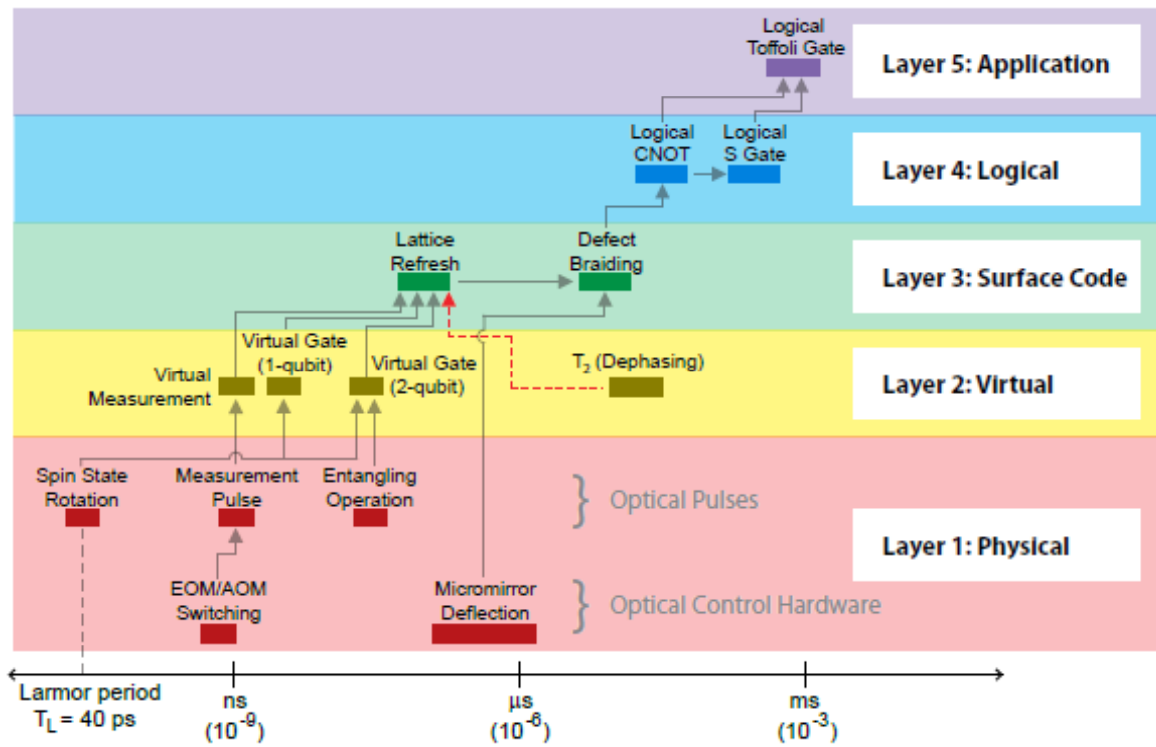 Logical
Toffoli Gate
Layer 5: Application
Logical
CNOT
Logical
S Gate
Layer 4: Logical
Lattice
Refresh
Defect
Braiding
Layer 3: Surface Code
Virtual
Measurement
Virtual Gate
(1-qubit)
Virtual Gate
(2-qubit)
T2 (Dephasing)
Layer 2: Virtual
Spin State
Rotation
Measurement
Pulse
Entangling
Operation
} Optical Pulses
Layer 1: Physical
EOM/AOM
Switching
Micromirror
Deflection
} Optical Control Hardware
Larmor period
TL = 40 ps
ns
(10-9)
μs
(10-6)
ms
(10-3)